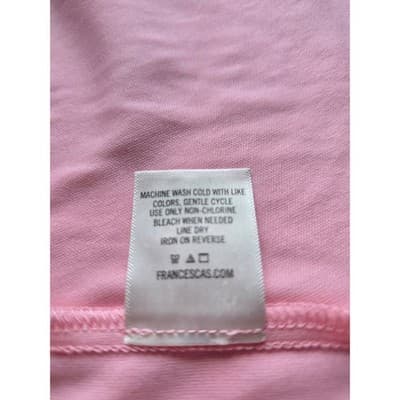 MACHINE WASH COLD WITH LIKE
COLORS, GENTLE CYCLE
USE ONLY NON-CHLORINE
BLEACH WHEN NEEDED
LINE DRY
IRON ON REVERSE.
FRANCESCAS.COM